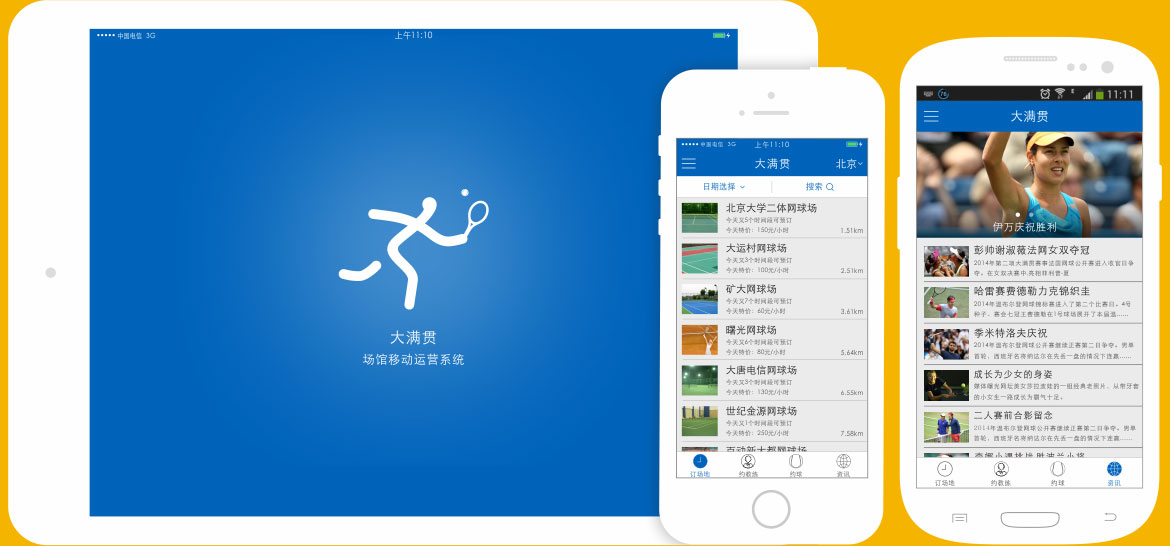 中国电信 3G
上午11:10
大满贯
场馆移动运营系统
中国电信 3G
上午11:10
大满贯
北京
日期选择
搜索
北京大学二体网球场
今天又5个时间段可预订
今天特价：150元/小时
1.51km
大运村网球场
今天又3个时间段可预订
今天特价：100元/小时
2.51km
矿大网球场
今天又7个时间段可预订
今天特价：60元/小时
3.61km
曙光网球场
今天又6个时间段可预订
今天特价：80元/小时
5.64km
大唐电信网球场
今天又3个时间段可预订
今天特价：130元/小时
6.55km
世纪金源网球场
今天又1个时间段可预订
今天特价：250元/小时
7.58km
订场地
约教练
约球
资讯
11:11
大满贯
伊万庆祝胜利
彭帅谢淑薇法网女双夺冠
2014年第二项大满贯赛事法国网球公开赛进入收官日争
夺。在女双决赛中,亮相菲利普·夏
哈雷赛费德勒力克锦织圭
2014年温布尔登网球锦标赛进入了第二个比赛日。4号
种子、赛会七冠王费德勒在1号球场展开了本届温……
季米特洛夫庆祝
2014年温布尔登网球公开赛继续正赛第二日争夺。男单
首轮，西班牙名将纳达尔在先丢一盘的情况下连赢……
成长为少女的身姿
媒体曝光网坛美女莎拉波娃的一组经典老照片，从带牙套
的小女生一路成长为霸气十足。
二人赛前合影留念
2014年温布尔登网球公开赛继续正赛第二日争夺。男单
首轮，西班牙名将纳达尔在先丢一盘的情况下连赢……
订场地
约教练
约球
资讯